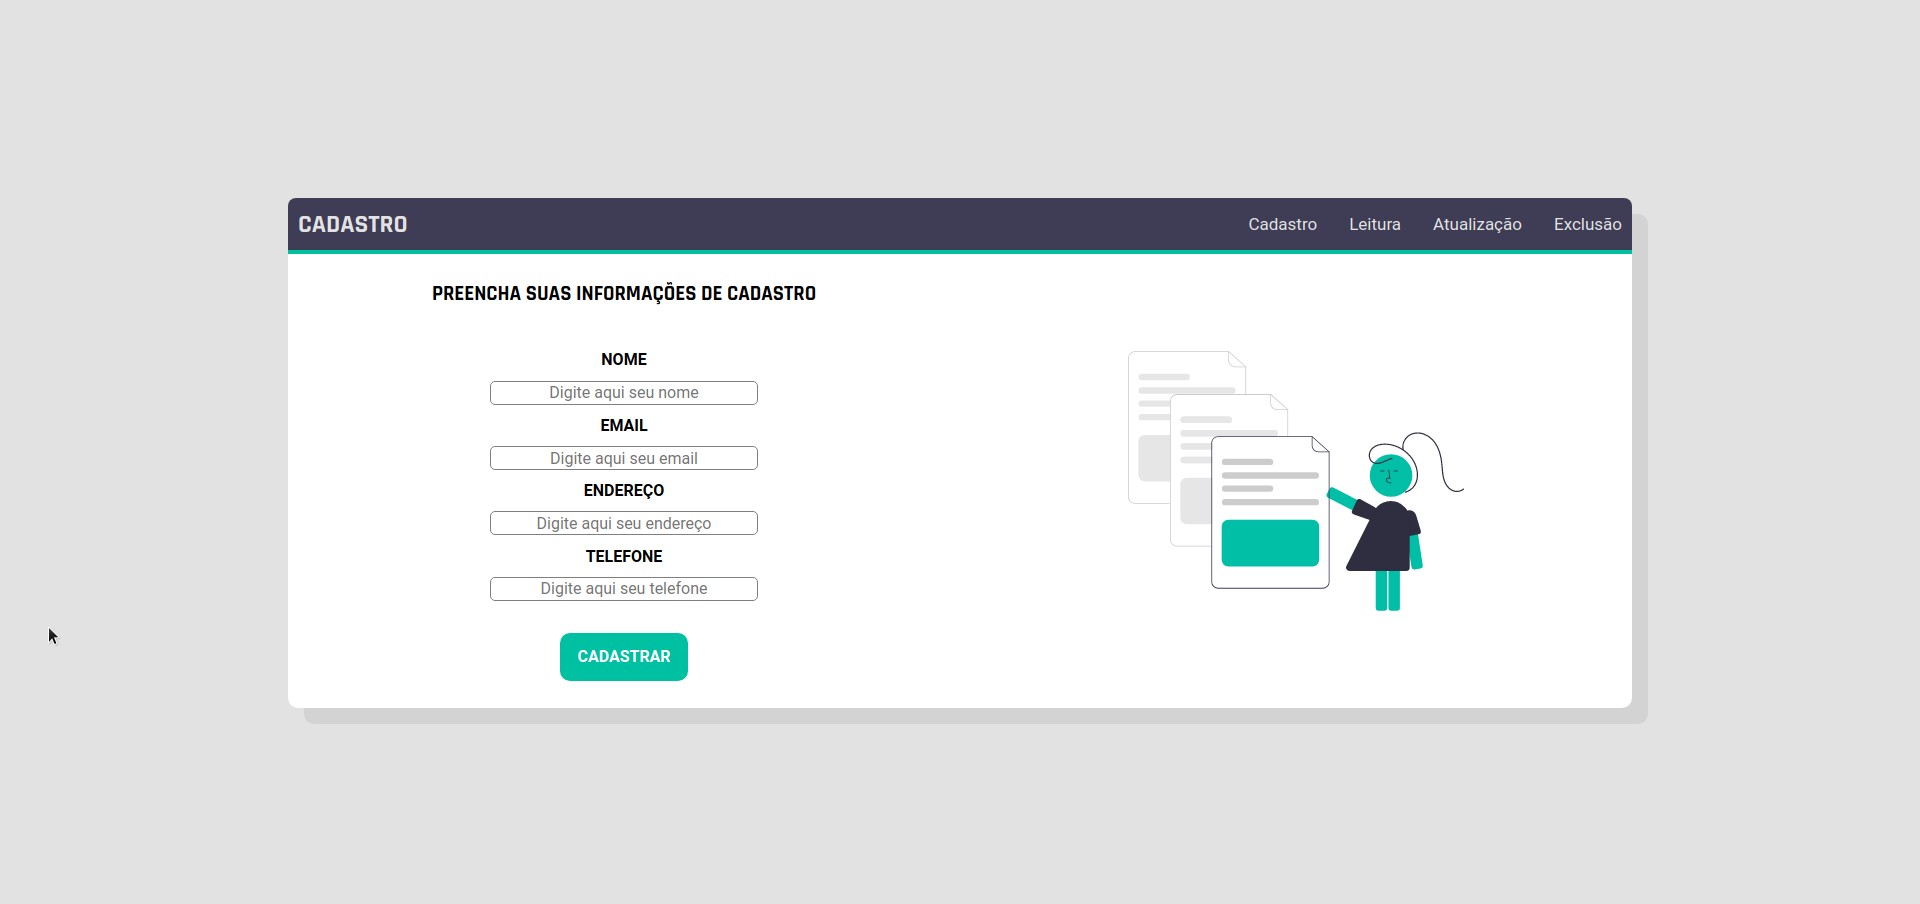 CADASTRO
Cadastro Leitura Atualização Exclusão
PREENCHA SUAS INFORMAÇÕES DE CADASTRO
NOME
Digite aqui seu nome
EMAIL
Digite aqui seu email
ENDEREÇO
Digite aqui seu endereço
TELEFONE
Digite aqui seu telefone
CADASTRAR